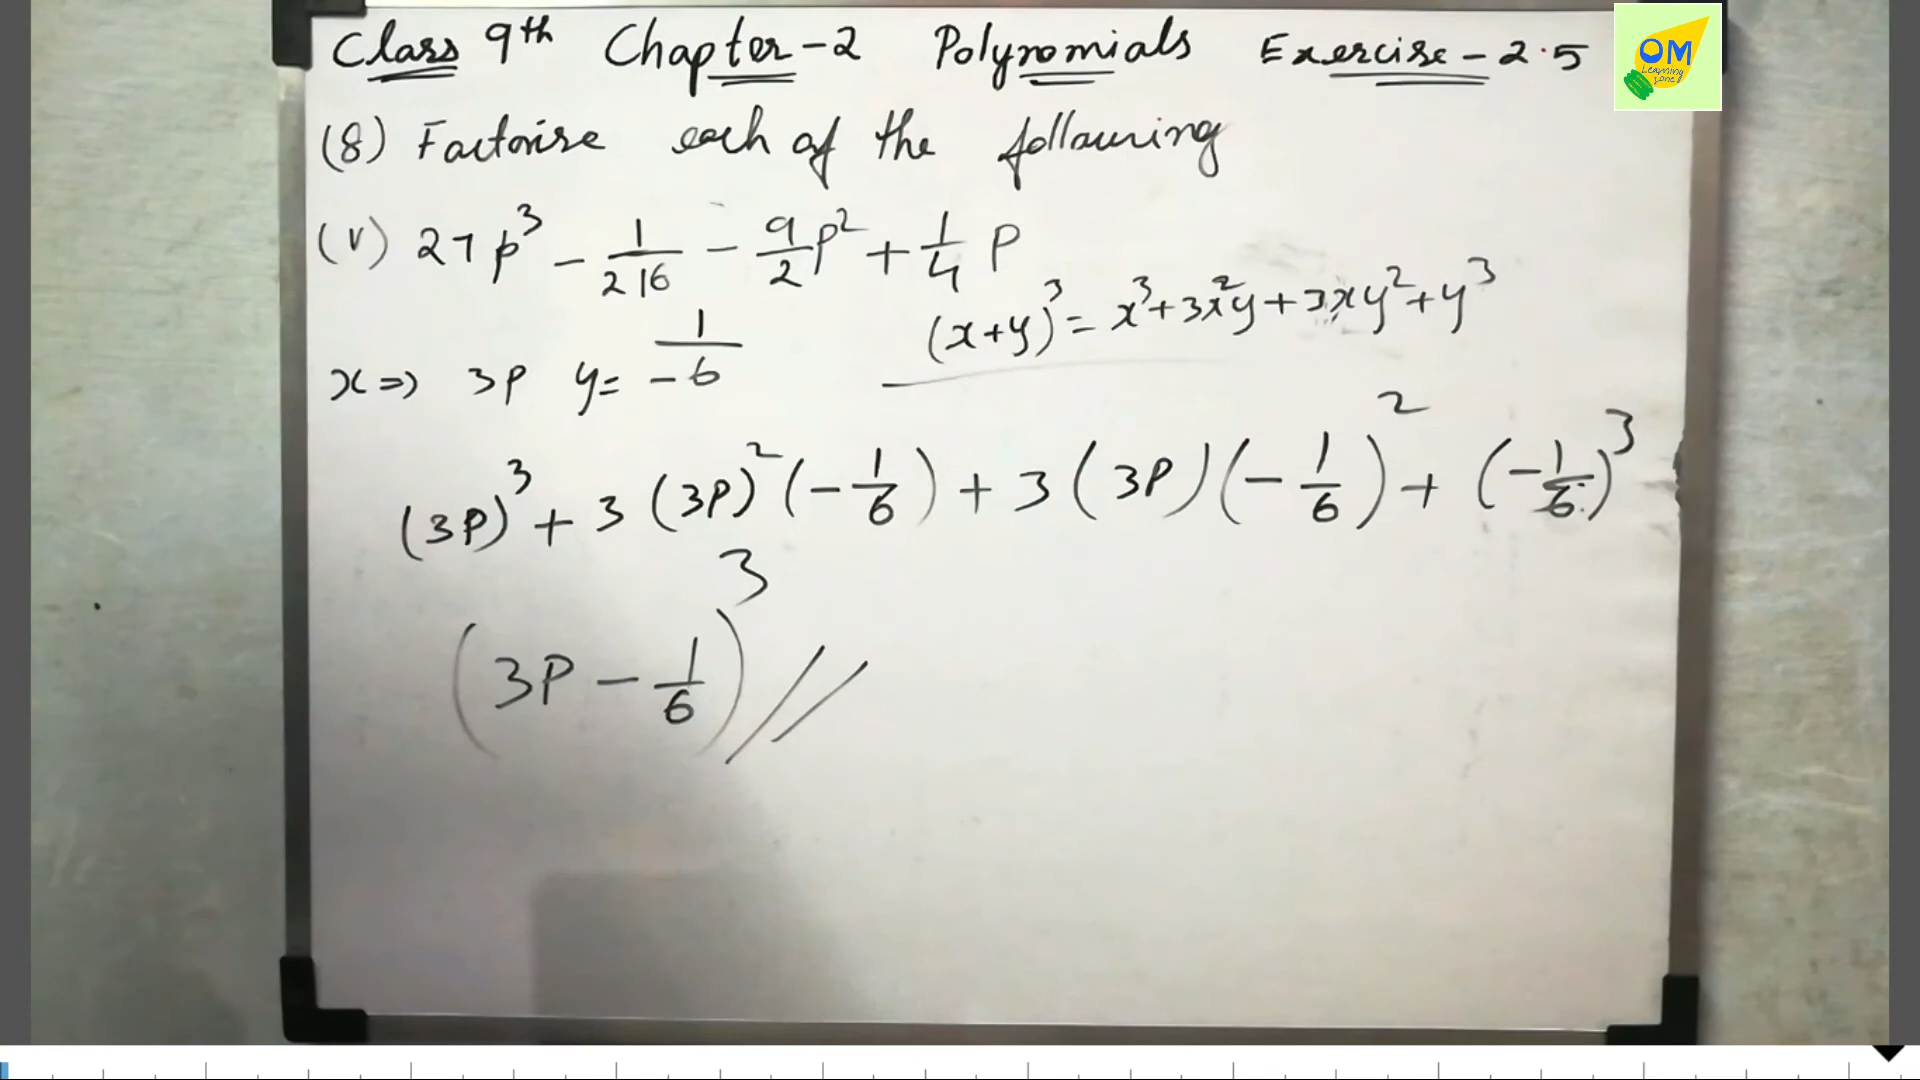 Class 9th Chapter-2 Polynomials Exercise-2.5
OM
Learning
zone
(8) Factorise each of the following
(v) 27p³ - 1/216 - 9/2 p² + 1/4 p
(x+y)³ = x³+3x²y+3xy²+y³
x => 3p y= 1/-6
(3P)³ + 3(3P)²(-1/6) + 3(3P)(-1/6)² + (-1/6)³
(3P - 1/6)³ //